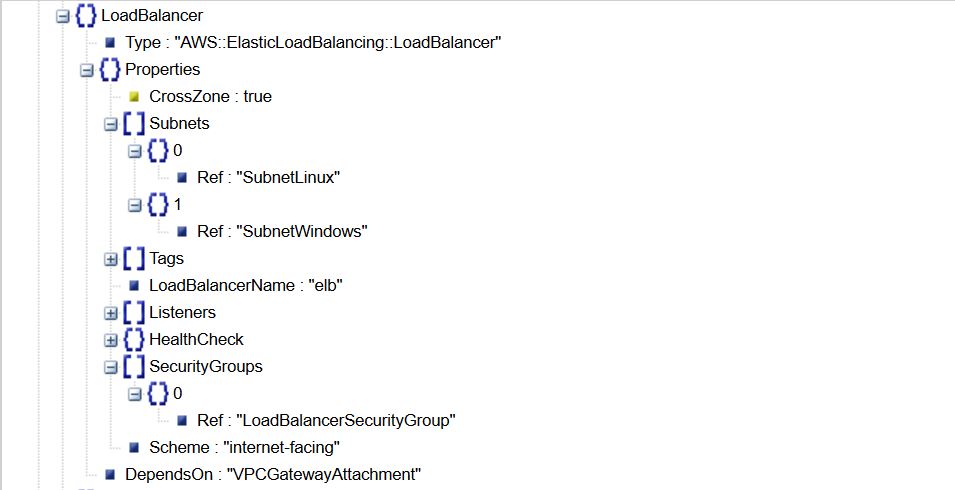 LoadBalancer
Type : "AWS::ElasticLoadBalancing::LoadBalancer"
Properties
CrossZone : true
Subnets
0
Ref : "SubnetLinux"
1
Ref : "SubnetWindows"
Tags
LoadBalancerName : "elb"
Listeners
HealthCheck
SecurityGroups
0
Ref : "LoadBalancerSecurityGroup"
Scheme : "internet-facing"
DependsOn : "VPCGatewayAttachment"